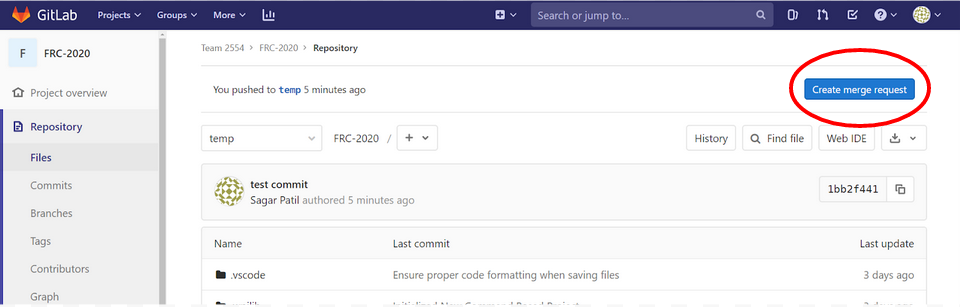 GitLab Projects Groups More Search or jump to...
F FRC-2020
Project overview
Repository
Files
Commits
Branches
Tags
Contributors
Graph
Team 2554 > FRC-2020 > Repository
You pushed to temp 5 minutes ago Create merge request
temp FRC-2020 / + History Find file Web IDE
test commit
Sagar Patil authored 5 minutes ago
1bb2f441
Name Last commit Last update
.vscode Ensure proper code formatting when saving files 3 days ago